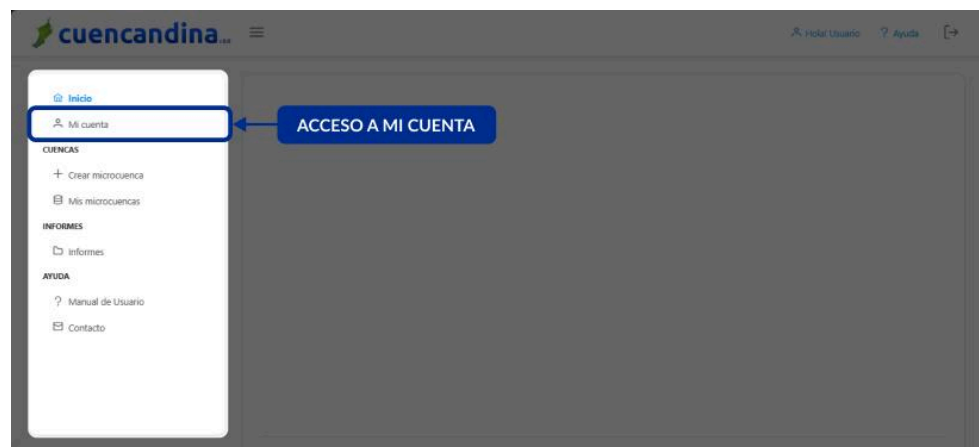 cuencandina
Hola! Usuario
? Ayuda
Inicio
Mi cuenta
ACCESO A MI CUENTA
CUENCAS
Crear microcuenca
Mis microcuencas
INFORMES
Informes
AYUDA
? Manual de Usuario
Contacto